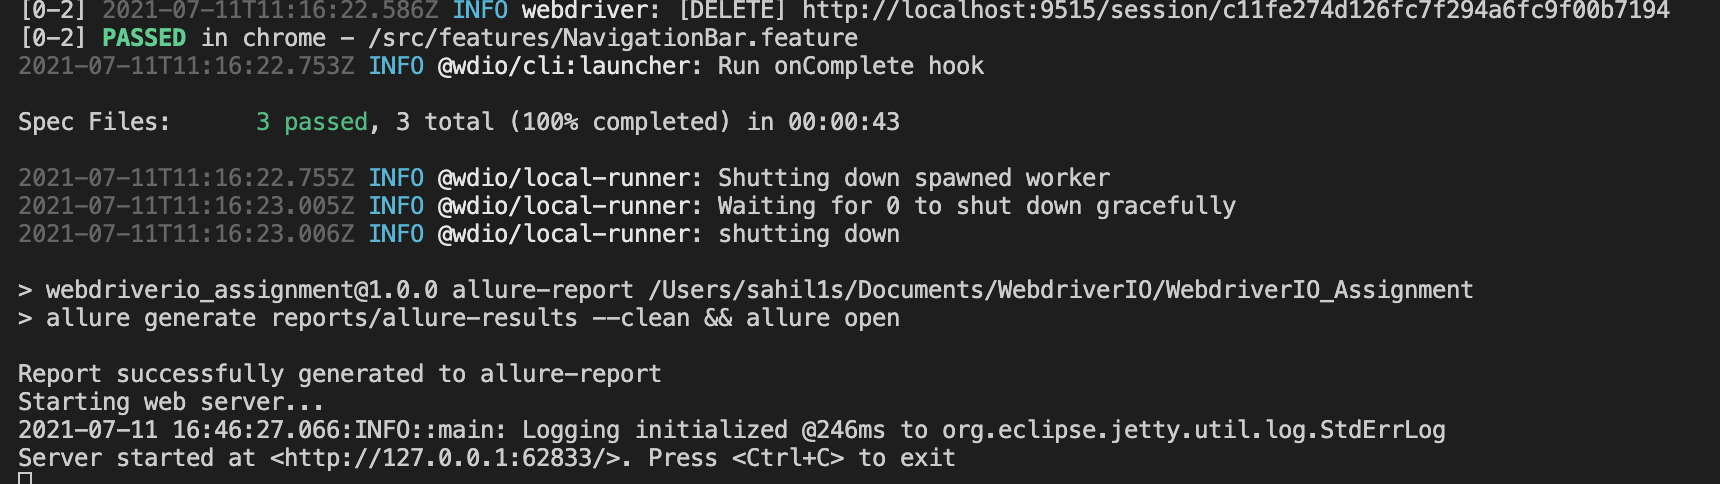 [0-2] 2021-07-11T11:16:22.586Z INFO webdriver: [DELETE] http://localhost:9515/session/c11fe274d126fc7f294a6fc9f00b7194
[0-2] PASSED in chrome - /src/features/NavigationBar.feature
2021-07-11T11:16:22.753Z INFO @wdio/cli:launcher: Run onComplete hook
Spec Files:      3 passed, 3 total (100% completed) in 00:00:43
2021-07-11T11:16:22.755Z INFO @wdio/local-runner: Shutting down spawned worker
2021-07-11T11:16:23.005Z INFO @wdio/local-runner: Waiting for 0 to shut down gracefully
2021-07-11T11:16:23.006Z INFO @wdio/local-runner: shutting down
> webdriverio_assignment@1.0.0 allure-report /Users/sahil1s/Documents/WebdriverIO/WebdriverIO_Assignment
> allure generate reports/allure-results --clean && allure open
Report successfully generated to allure-report
Starting web server...
2021-07-11 16:46:27.066:INFO::main: Logging initialized @246ms to org.eclipse.jetty.util.log.StdErrLog
Server started at <http://127.0.0.1:62833/>. Press <Ctrl+C> to exit